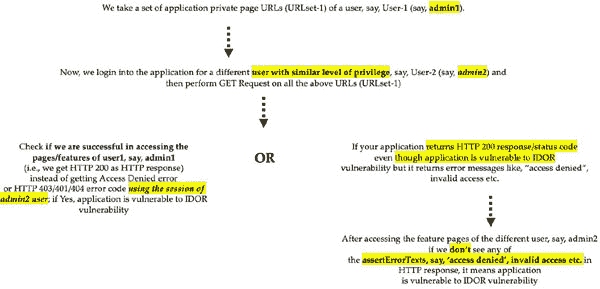 We take a set of application private page URLs (URLset-1) of a user, say, User-1 (say, admin1).
Now, we login into the application for a different user with similar level of privilege, say, User-2 (say, admin2) and
then perform GET Request on all the above URLs (URLset-1)
Check if we are successful in accessing the
pages/features of user1, say, admin1
(i.e., we get HTTP 200 as HTTP response)
instead of getting Access Denied error
or HTTP 403/401/404 error code using the session of
admin2 user; if Yes, application is vulnerable to IDOR
vulnerability
OR
If your application returns HTTP 200 response/status code
even though application is vulnerable to IDOR
vulnerability but it returns error messages like, "access denied",
invalid access etc.
After accessing the feature pages of the different user, say, admin2
if we don't see any of
the assertErrorTexts, say, 'access denied', invalid access etc. in
HTTP response, it means application
is vulnerable to IDOR vulnerability